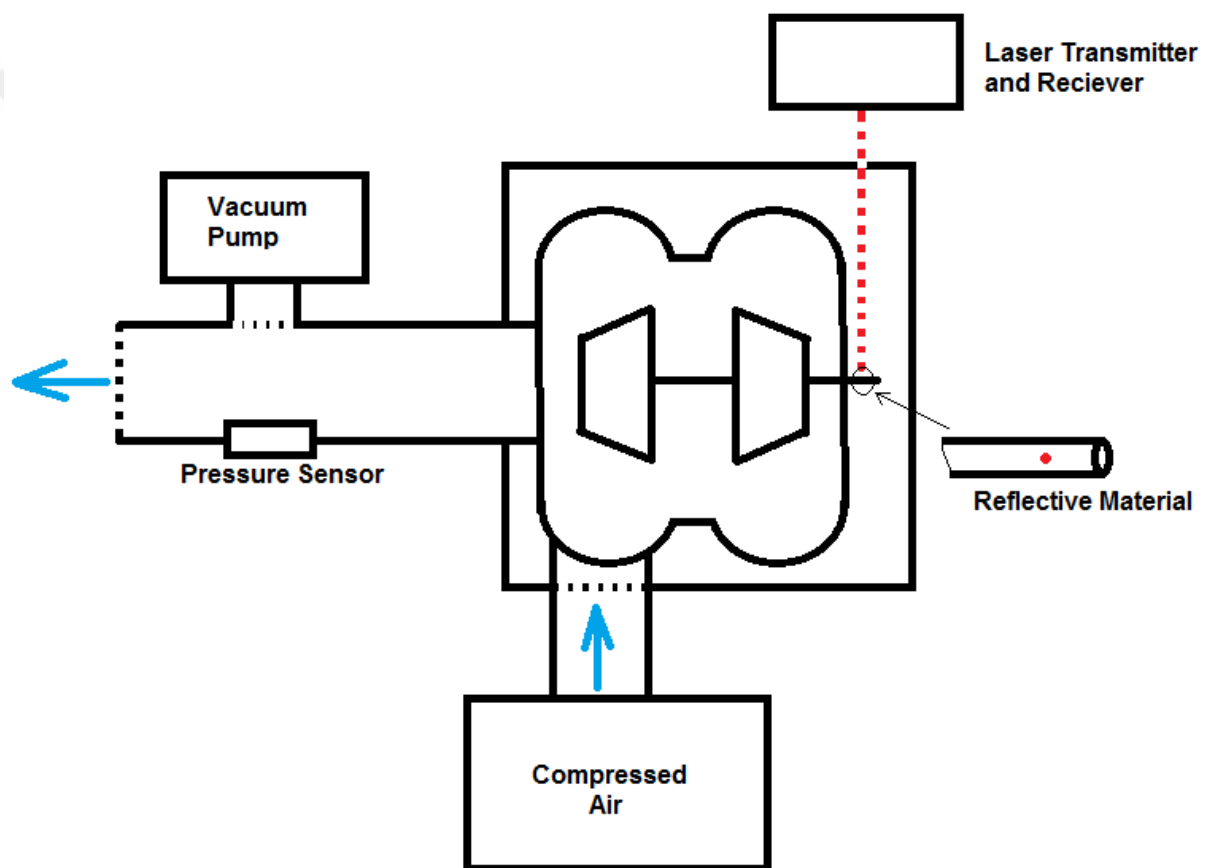 Laser Transmitter
and Reciever
Vacuum
Pump
Pressure Sensor
Reflective Material
Compressed
Air